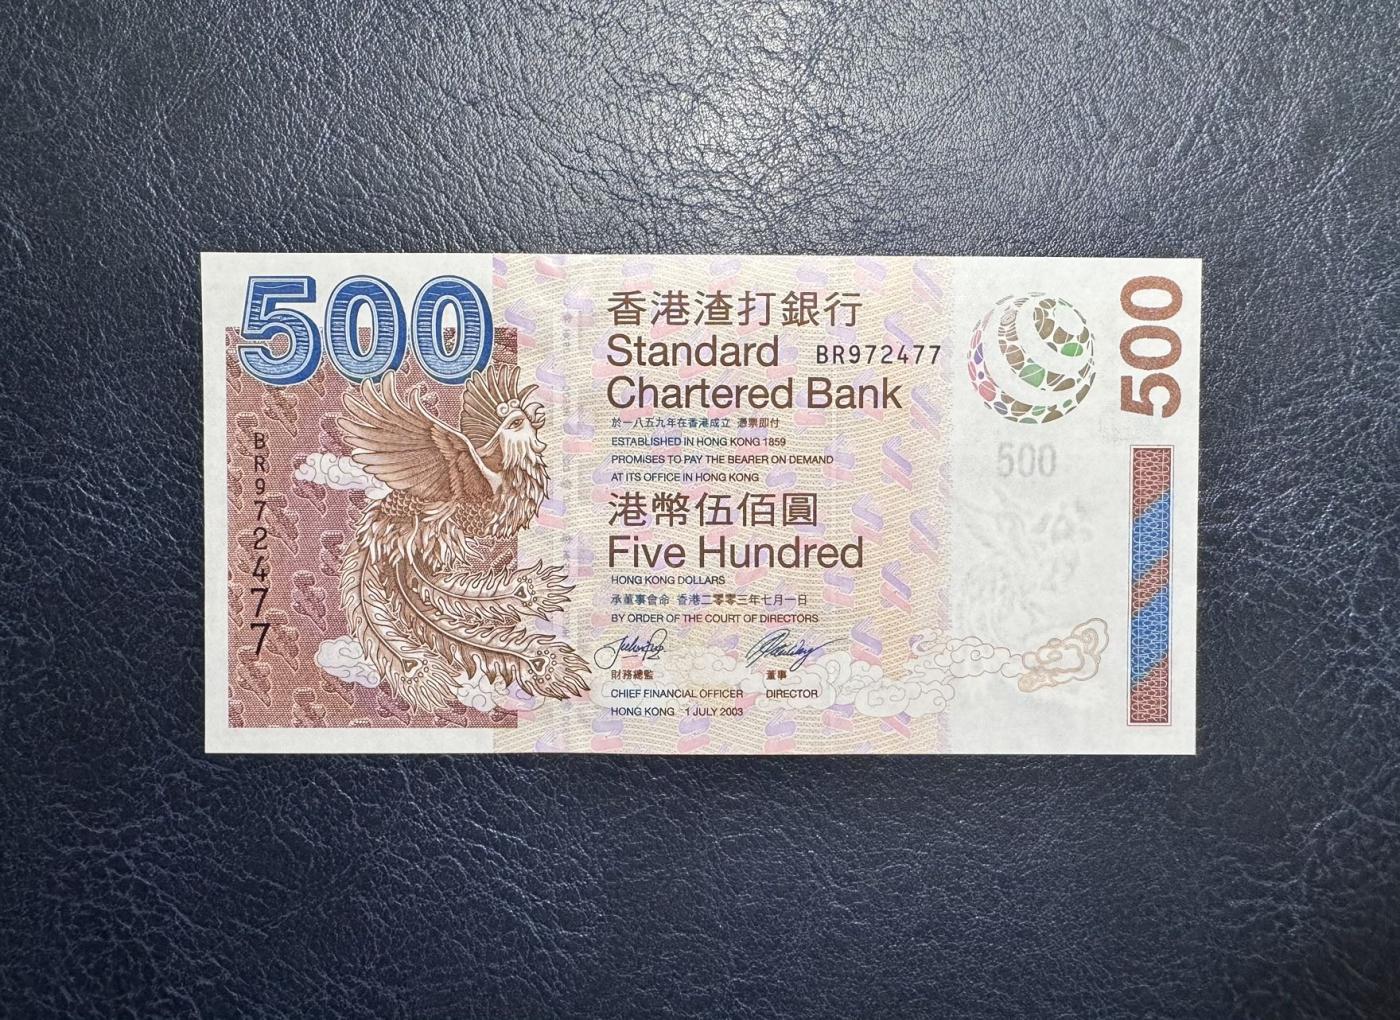 500
BR972477
香港渣打銀行
Standard
Chartered Bank
BR972477
於一八五九年在香港成立 憑票即付
ESTABLISHED IN HONG KONG 1859
PROMISES TO PAY THE BEARER ON DEMAND
AT ITS OFFICE IN HONG KONG
港幣伍佰圓
Five Hundred
HONG KONG DOLLARS
承董事會命 香港二零零三年七月一日
BY ORDER OF THE COURT OF DIRECTORS
財務總監 董事
CHIEF FINANCIAL OFFICER DIRECTOR
HONG KONG 1 JULY 2003
500
500